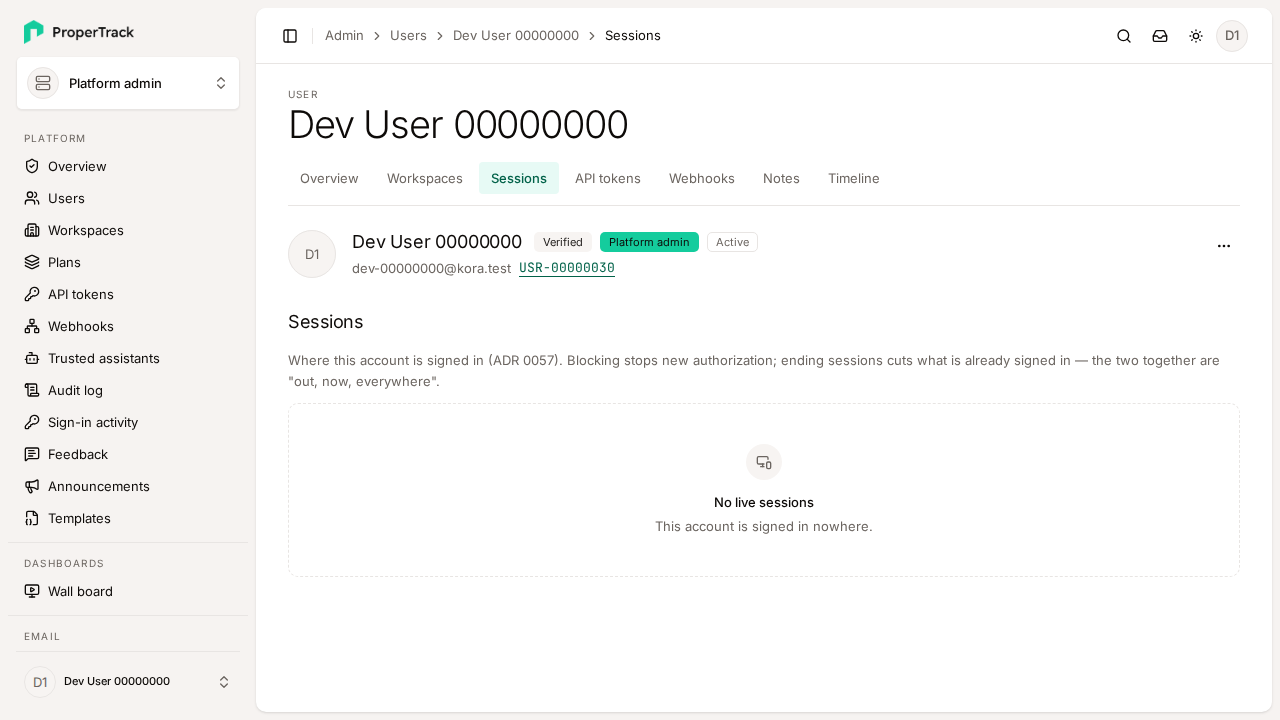 ProperTrack
Platform admin
PLATFORM
Overview
Users
Workspaces
Plans
API tokens
Webhooks
Trusted assistants
Audit log
Sign-in activity
Feedback
Announcements
Templates
DASHBOARDS
Wall board
EMAIL
D1 Dev User 00000000
Admin > Users > Dev User 00000000 > Sessions
D1
USER
Dev User 00000000
Overview Workspaces Sessions API tokens Webhooks Notes Timeline
D1
Dev User 00000000 Verified Platform admin Active
dev-00000000@kora.test USR-00000030
Sessions
Where this account is signed in (ADR 0057). Blocking stops new authorization; ending sessions cuts what is already signed in — the two together are
"out, now, everywhere".
No live sessions
This account is signed in nowhere.